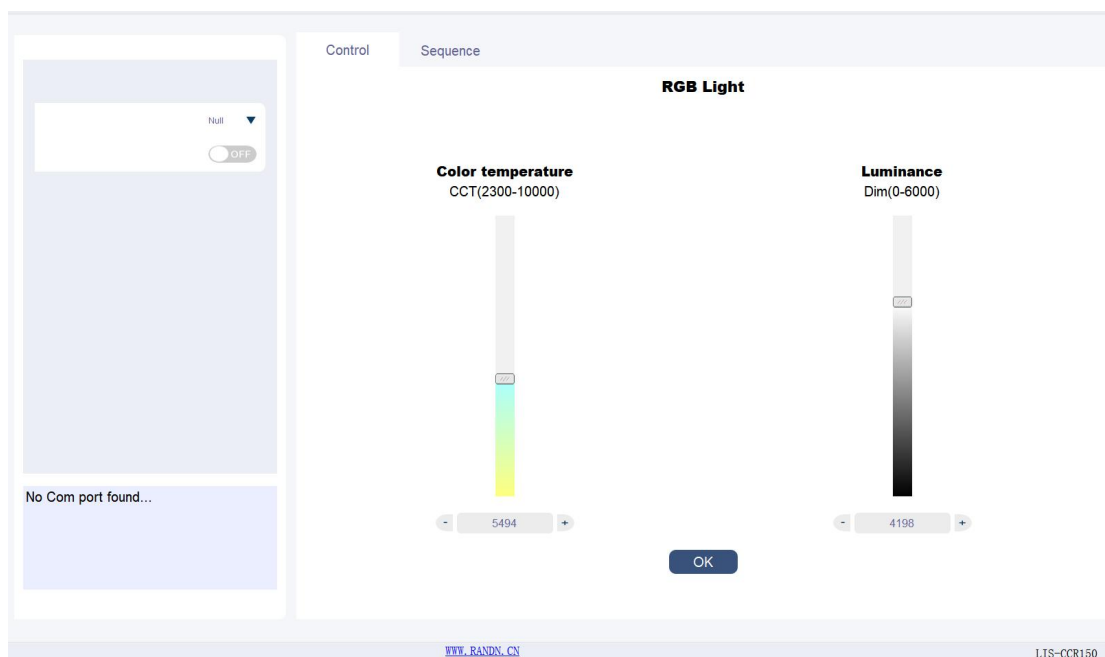 Control
Sequence
RGB Light
Null
OFF
Color temperature
CCT(2300-10000)
Luminance
Dim(0-6000)
No Com port found...
-
5494
+
-
4198
+
OK
WWW.RANDN.CN
LIS-CCR150